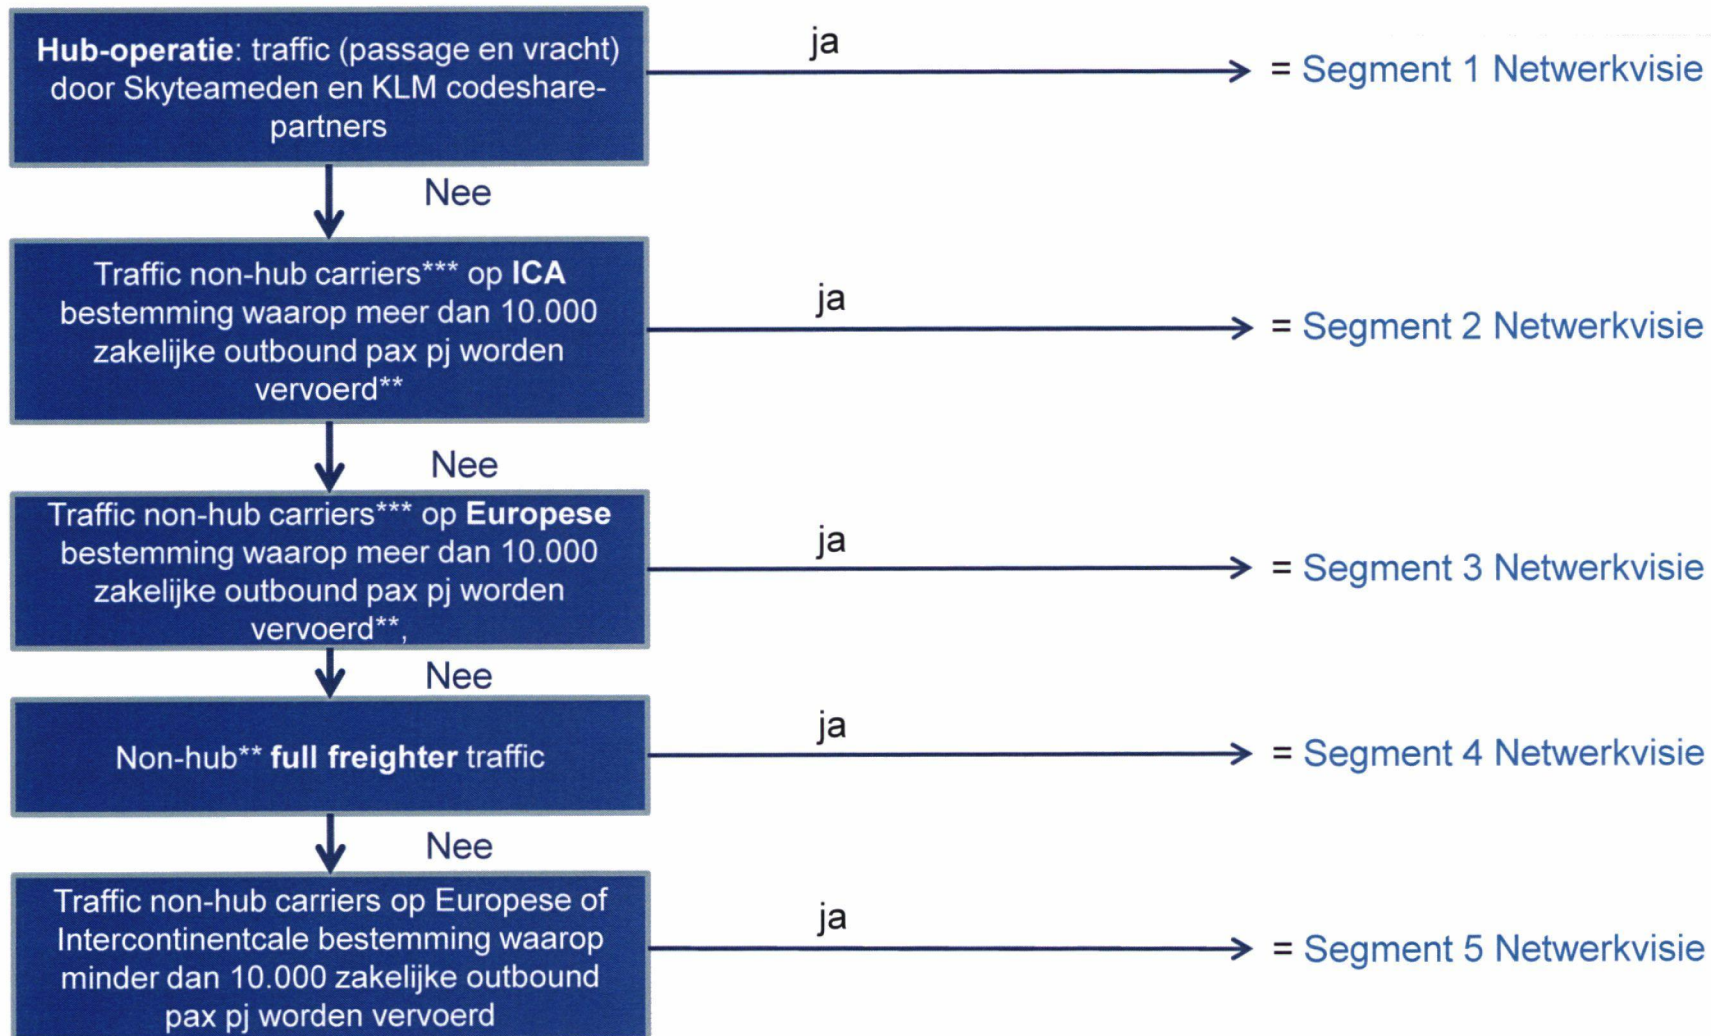 Hub-operatie: traffic (passage en vracht)
door Skyteameden en KLM codeshare-
partners
ja
= Segment 1 Netwerkvisie
Nee
Traffic non-hub carriers*** op ICA
bestemming waarop meer dan 10.000
zakelijke outbound pax pj worden
vervoerd**
ja
= Segment 2 Netwerkvisie
Nee
Traffic non-hub carriers*** op Europese
bestemming waarop meer dan 10.000
zakelijke outbound pax pj worden
vervoerd**,
ja
= Segment 3 Netwerkvisie
Nee
Non-hub** full freighter traffic
ja
= Segment 4 Netwerkvisie
Nee
Traffic non-hub carriers op Europese of
Intercontinentcale bestemming waarop
minder dan 10.000 zakelijke outbound
pax pj worden vervoerd
ja
= Segment 5 Netwerkvisie